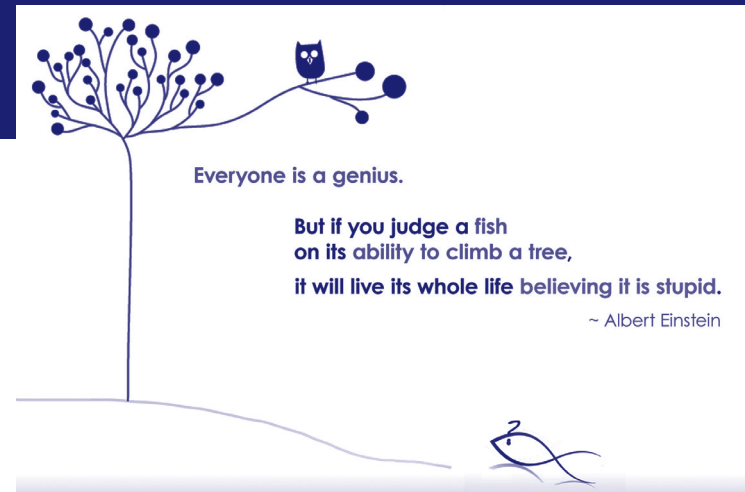 Everyone is a genius.
But if you judge a fish
on its ability to climb a tree,
it will live its whole life believing it is stupid.
~ Albert Einstein